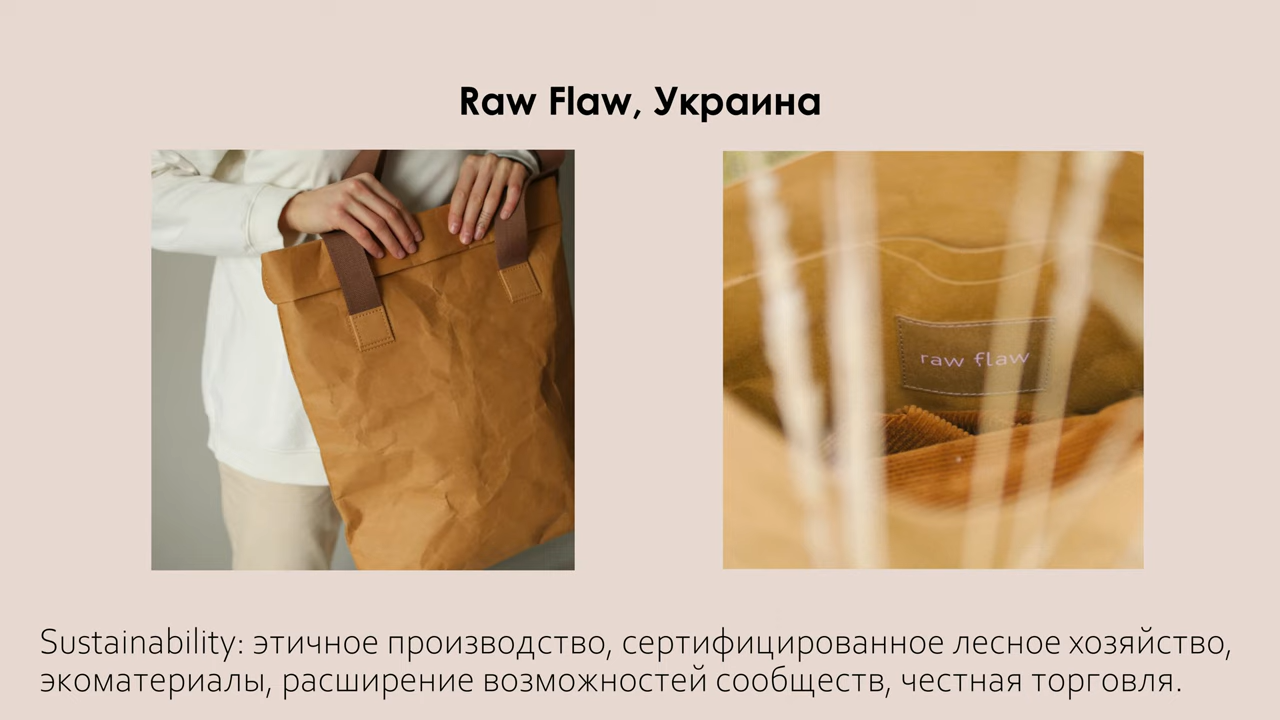 Raw Flaw, Украина
raw flaw
Sustainability: этичное производство, сертифицированное лесное хозяйство,
экоматериалы, расширение возможностей сообществ, честная торговля.